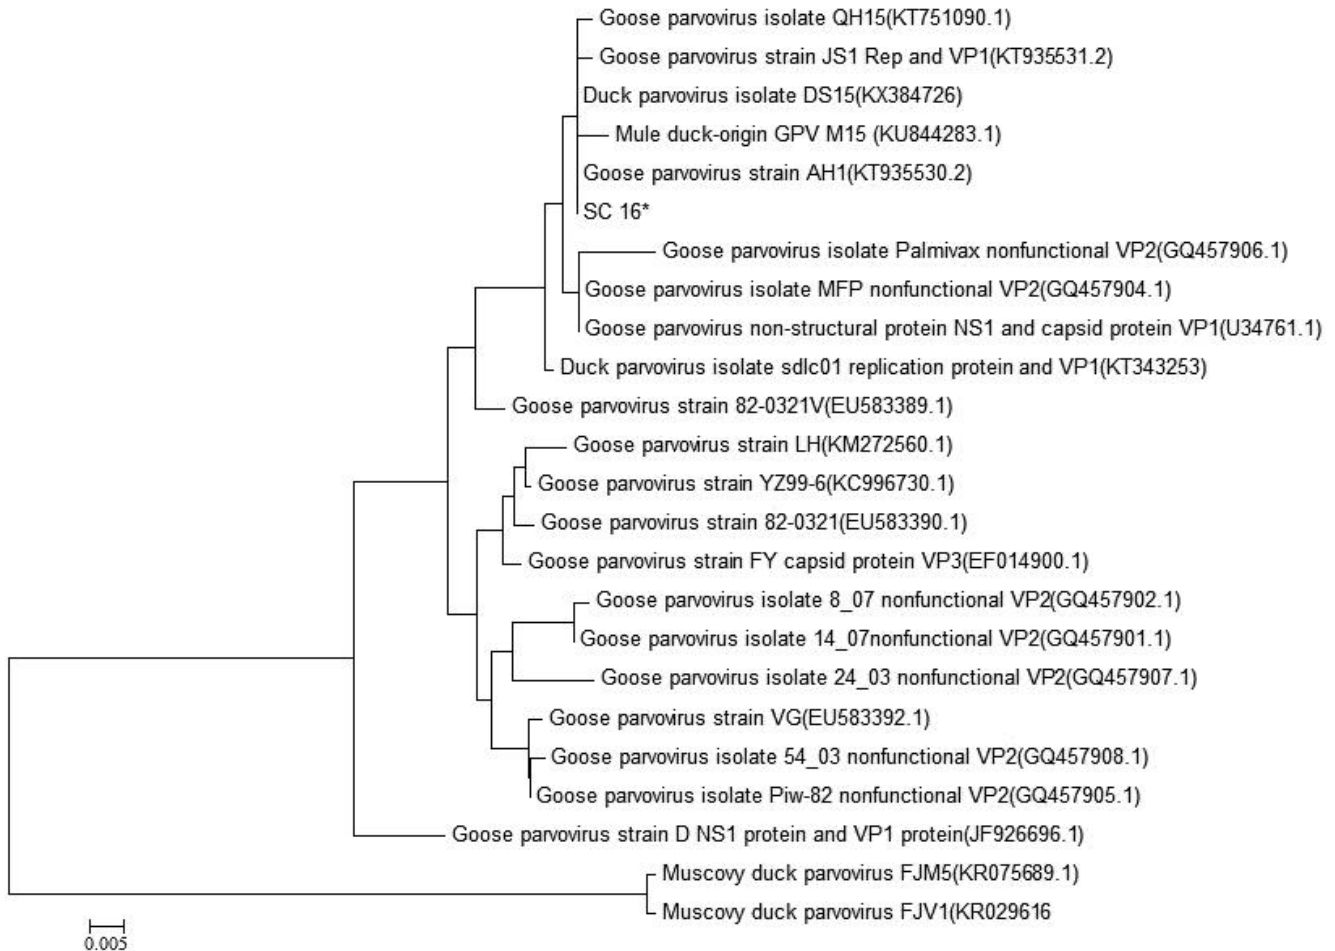 Goose parvovirus isolate QH15(KT751090.1)
Goose parvovirus strain JS1 Rep and VP1(KT935531.2)
Duck parvovirus isolate DS15(KX384726)
Mule duck-origin GPV M15 (KU844283.1)
Goose parvovirus strain AH1(KT935530.2)
SC 16*
Goose parvovirus isolate Palmivax nonfunctional VP2(GQ457906.1)
Goose parvovirus isolate MFP nonfunctional VP2(GQ457904.1)
Goose parvovirus non-structural protein NS1 and capsid protein VP1(U34761.1)
Duck parvovirus isolate sdlc01 replication protein and VP1(KT343253)
Goose parvovirus strain 82-0321V(EU583389.1)
Goose parvovirus strain LH(KM272560.1)
Goose parvovirus strain YZ99-6(KC996730.1)
Goose parvovirus strain 82-0321(EU583390.1)
Goose parvovirus strain FY capsid protein VP3(EF014900.1)
Goose parvovirus isolate 8_07 nonfunctional VP2(GQ457902.1)
Goose parvovirus isolate 14_07nonfunctional VP2(GQ457901.1)
Goose parvovirus isolate 24_03 nonfunctional VP2(GQ457907.1)
Goose parvovirus strain VG(EU583392.1)
Goose parvovirus isolate 54_03 nonfunctional VP2(GQ457908.1)
Goose parvovirus isolate Piw-82 nonfunctional VP2(GQ457905.1)
Goose parvovirus strain D NS1 protein and VP1 protein(JF926696.1)
Muscovy duck parvovirus FJM5(KR075689.1)
Muscovy duck parvovirus FJV1(KR029616
0.005